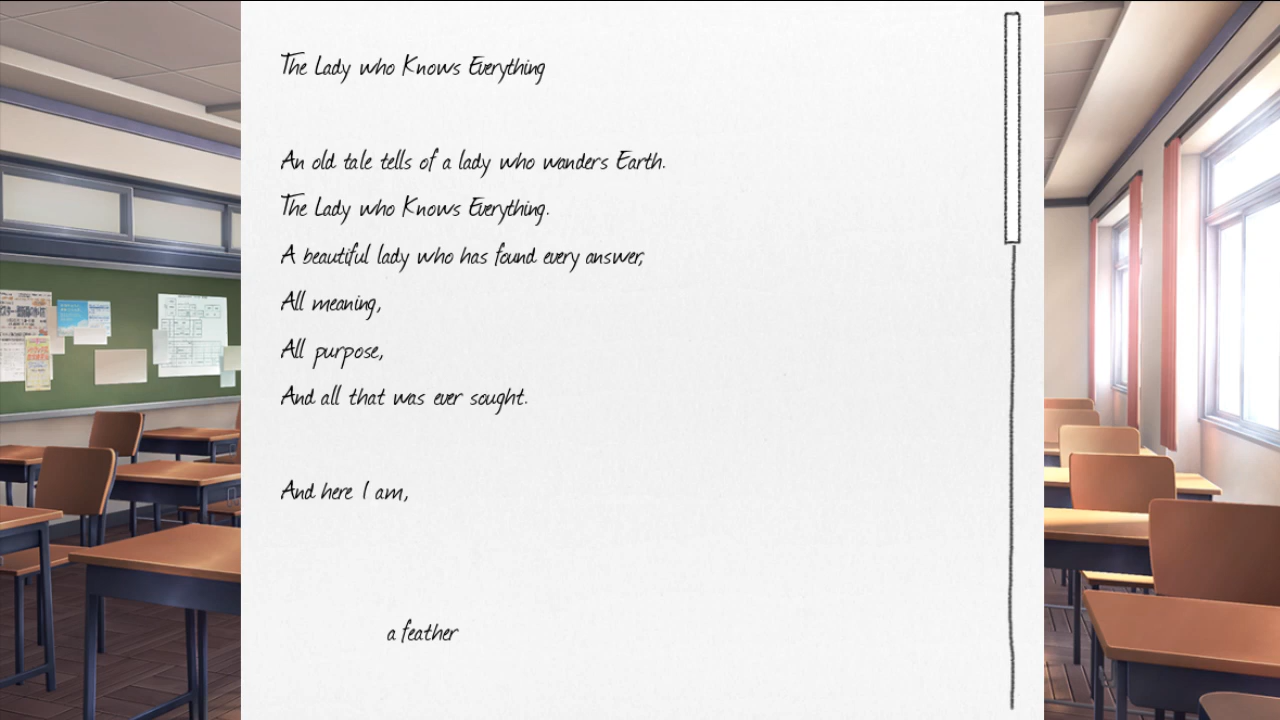 The Lady who Knows Everything
An old tale tells of a lady who wanders Earth.
The Lady who Knows Everything.
A beautiful lady who has found every answer,
All meaning,
All purpose,
And all that was ever sought.
And here I am,
a feather